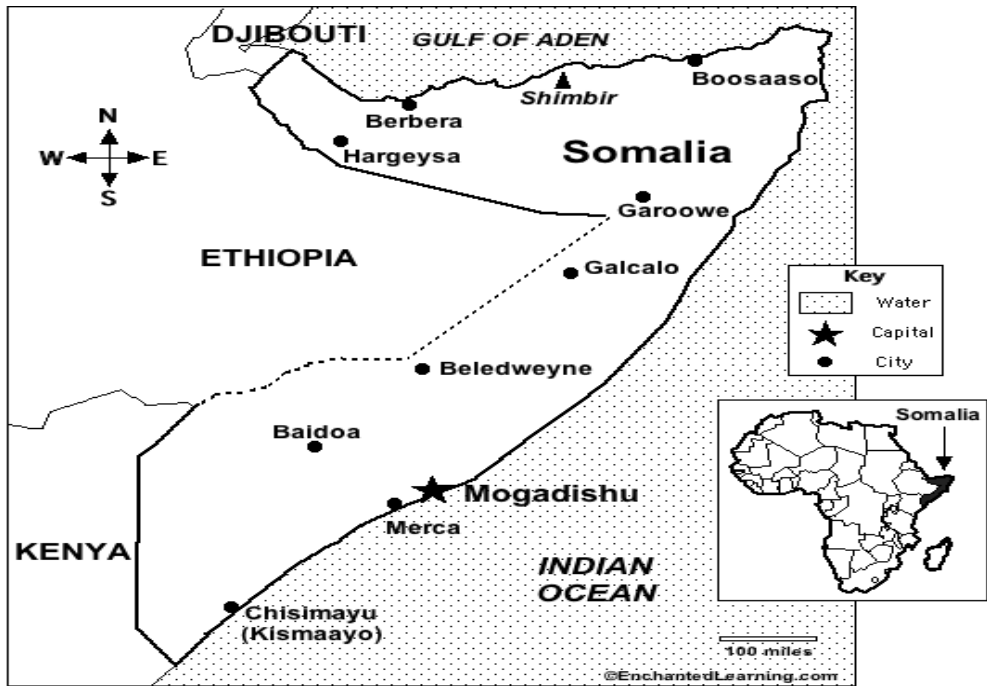 DJIBOUTI
GULF OF ADEN
Boosaaso
Shimbir
Berbera
N
W
E
S
Hargeysa
Somalia
Garoowe
ETHIOPIA
Galcalo
Key
Water
Capital
City
Beledweyne
Somalia
Baidoa
Mogadishu
Merca
KENYA
INDIAN
OCEAN
Chisimayu
(Kismaayo)
100 miles
©EnchantedLearning.com